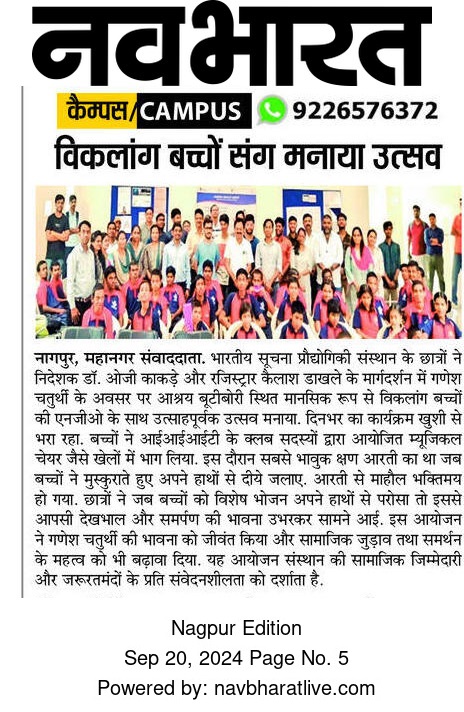 नवभारत
कैम्पस/CAMPUS 9226576372
विकलांग बच्चों संग मनाया उत्सव
नागपुर, महानगर संवाददाता. भारतीय सूचना प्रौद्योगिकी संस्थान के छात्रों ने
निदेशक डॉ. ओजी काकड़े और रजिस्ट्रार कैलाश डाखले के मार्गदर्शन में गणेश
चतुर्थी के अवसर पर आश्रय बूटीबोरी स्थित मानसिक रूप से विकलांग बच्चों
की एनजीओ के साथ उत्साहपूर्वक उत्सव मनाया. दिनभर का कार्यक्रम खुशी से
भरा रहा. बच्चों ने आईआईआईटी के क्लब सदस्यों द्वारा आयोजित म्यूजिकल
चेयर जैसे खेलों में भाग लिया. इस दौरान सबसे भावुक क्षण आरती का था जब
बच्चों ने मुस्कुराते हुए अपने हाथों से दीये जलाए. आरती से माहौल भक्तिमय
हो गया. छात्रों ने जब बच्चों को विशेष भोजन अपने हाथों से परोसा तो इससे
आपसी देखभाल और समर्पण की भावना उभरकर सामने आई. इस आयोजन
ने गणेश चतुर्थी की भावना को जीवंत किया और सामाजिक जुड़ाव तथा समर्थन
के महत्व को भी बढ़ावा दिया. यह आयोजन संस्थान की सामाजिक जिम्मेदारी
और जरूरतमंदों के प्रति संवेदनशीलता को दर्शाता है.
Nagpur Edition
Sep 20, 2024 Page No. 5
Powered by: navbharatlive.com